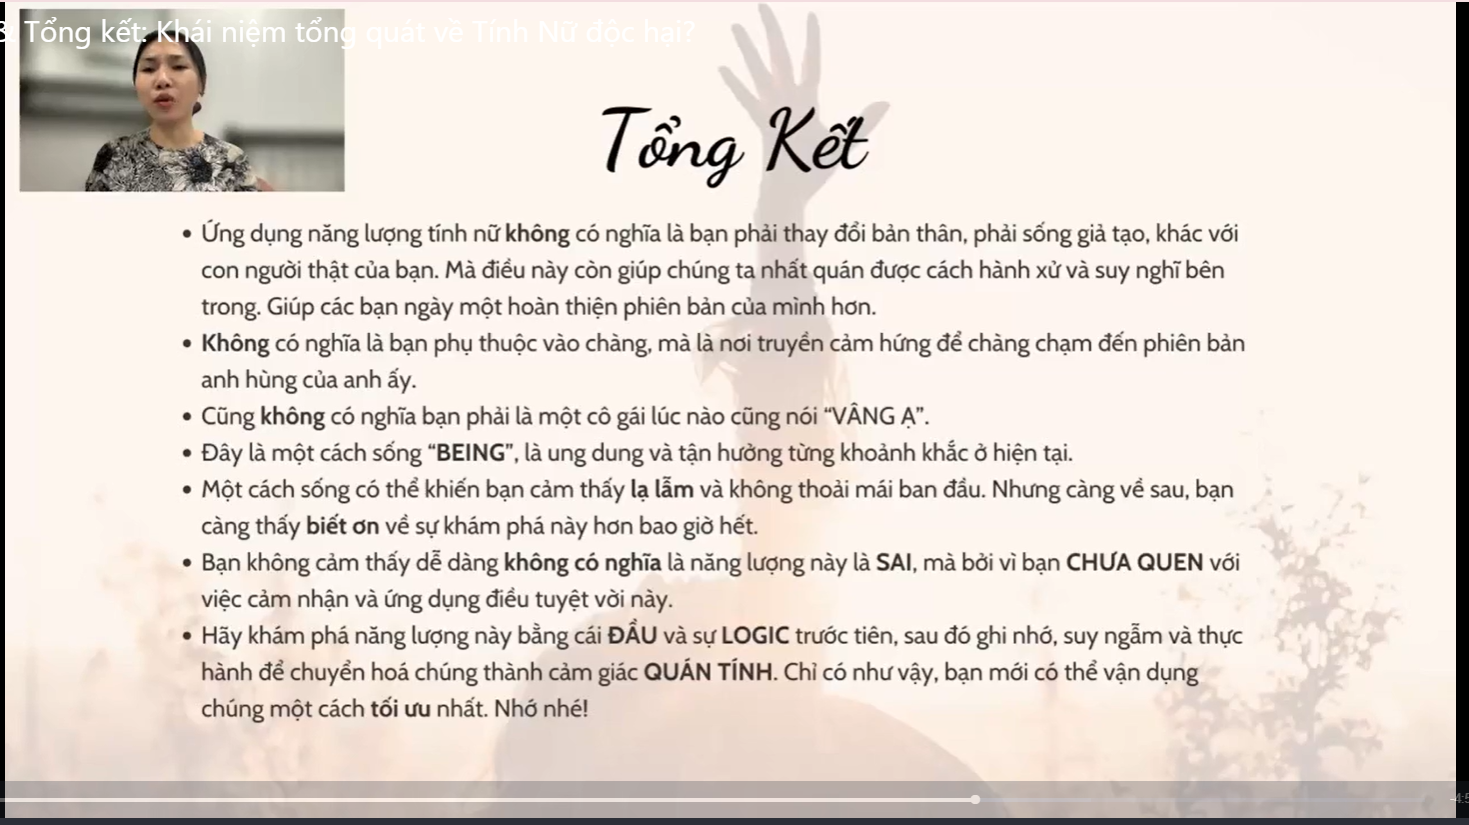 3. Tổng kết: Khái niệm tổng quát về Tính Nữ độc hại?
Tổng Kết
• Ứng dụng năng lượng tính nữ không có nghĩa là bạn phải thay đổi bản thân, phải sống giả tạo, khác với
con người thật của bạn. Mà điều này còn giúp chúng ta nhất quán được cách hành xử và suy nghĩ bên
trong. Giúp các bạn ngày một hoàn thiện phiên bản của mình hơn.
• Không có nghĩa là bạn phụ thuộc vào chàng, mà là nơi truyền cảm hứng để chàng chạm đến phiên bản
anh hùng của anh ấy.
• Cũng không có nghĩa bạn phải là một cô gái lúc nào cũng nói “VÂNG Ạ”.
• Đây là một cách sống “BEING”, là ung dung và tận hưởng từng khoảnh khắc ở hiện tại.
• Một cách sống có thể khiến bạn cảm thấy lạ lẫm và không thoải mái ban đầu. Nhưng càng về sau, bạn
càng thấy biết ơn về sự khám phá này hơn bao giờ hết.
• Bạn không cảm thấy dễ dàng không có nghĩa là năng lượng này là SAI, mà bởi vì bạn CHƯA QUEN với
việc cảm nhận và ứng dụng điều tuyệt vời này.
• Hãy khám phá năng lượng này bằng cái ĐẦU và sự LOGIC trước tiên, sau đó ghi nhớ, suy ngẫm và thực
hành để chuyển hoá chúng thành cảm giác QUÁN TÍNH. Chỉ có như vậy, bạn mới có thể vận dụng
chúng một cách tối ưu nhất. Nhớ nhé!